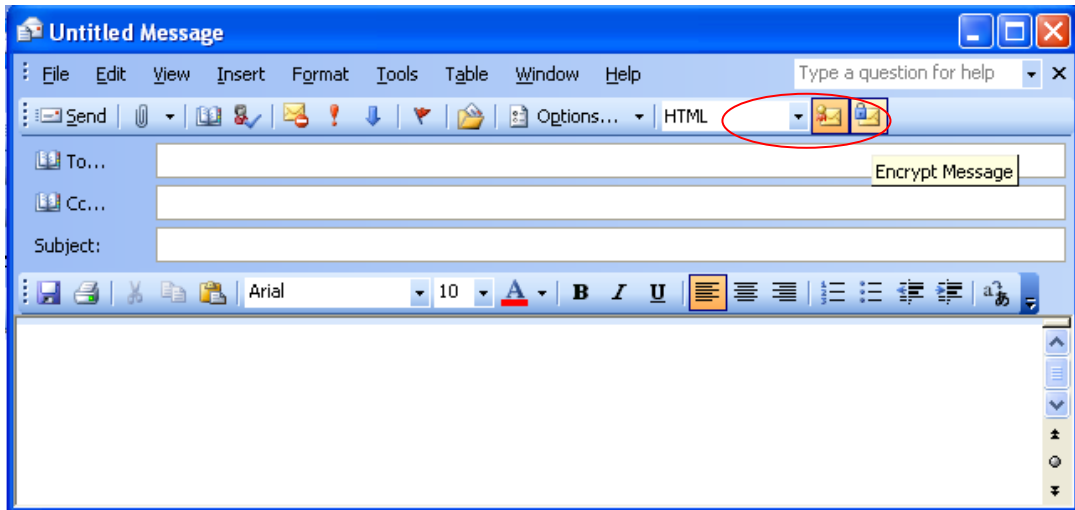 Untitled Message
File Edit View Insert Format Tools Table Window Help Type a question for help
Send Options... HTML
To...
Encrypt Message
Cc...
Subject:
Arial 10 A B I U